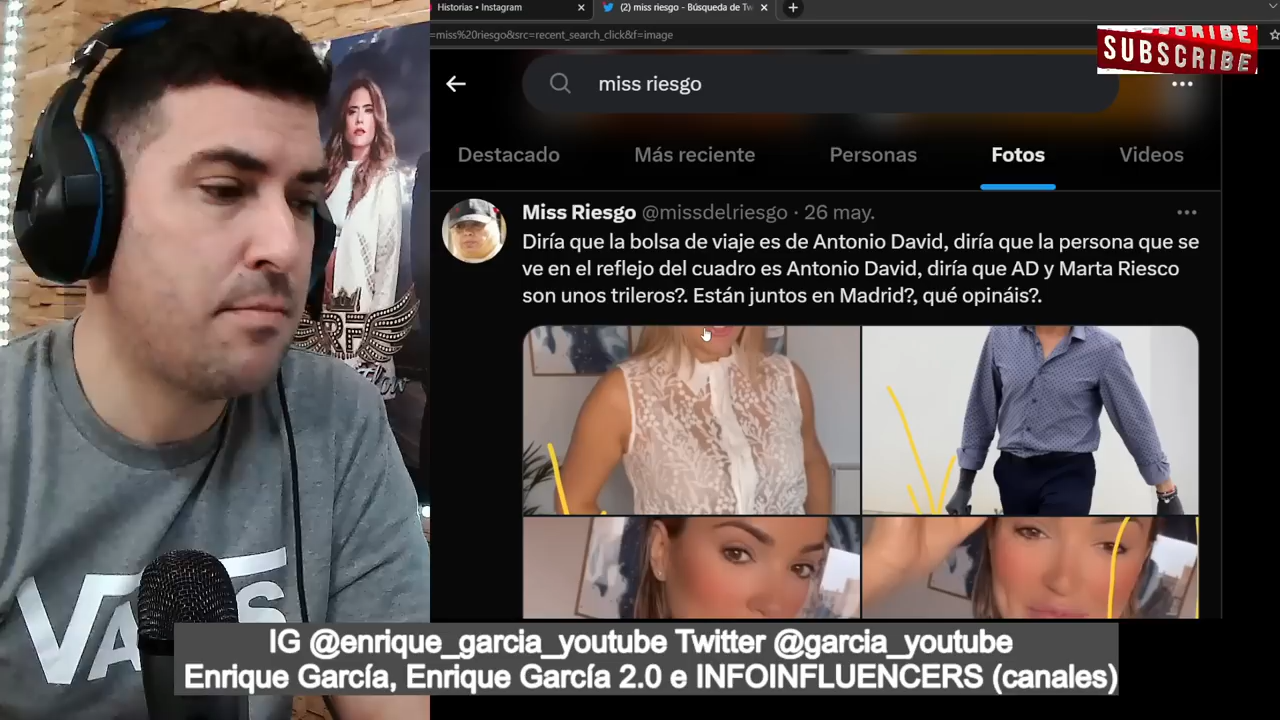 Historias • Instagram
(2) miss riesgo - Búsqueda de Tw
=miss%20riesgo&src=recent_search_click&f=image
SUBSCRIBE
SUBSCRIBE
miss riesgo
Destacado
Más reciente
Personas
Fotos
Videos
Miss Riesgo @missdelriesgo · 26 may.
Diría que la bolsa de viaje es de Antonio David, diría que la persona que se
ve en el reflejo del cuadro es Antonio David, diría que AD y Marta Riesco
son unos trileros?. Están juntos en Madrid?, qué opináis?.
RF
Flow
VANS
IG @enrique_garcia_youtube Twitter @garcia_youtube
Enrique García, Enrique García 2.0 e INFOINFLUENCERS (canales)